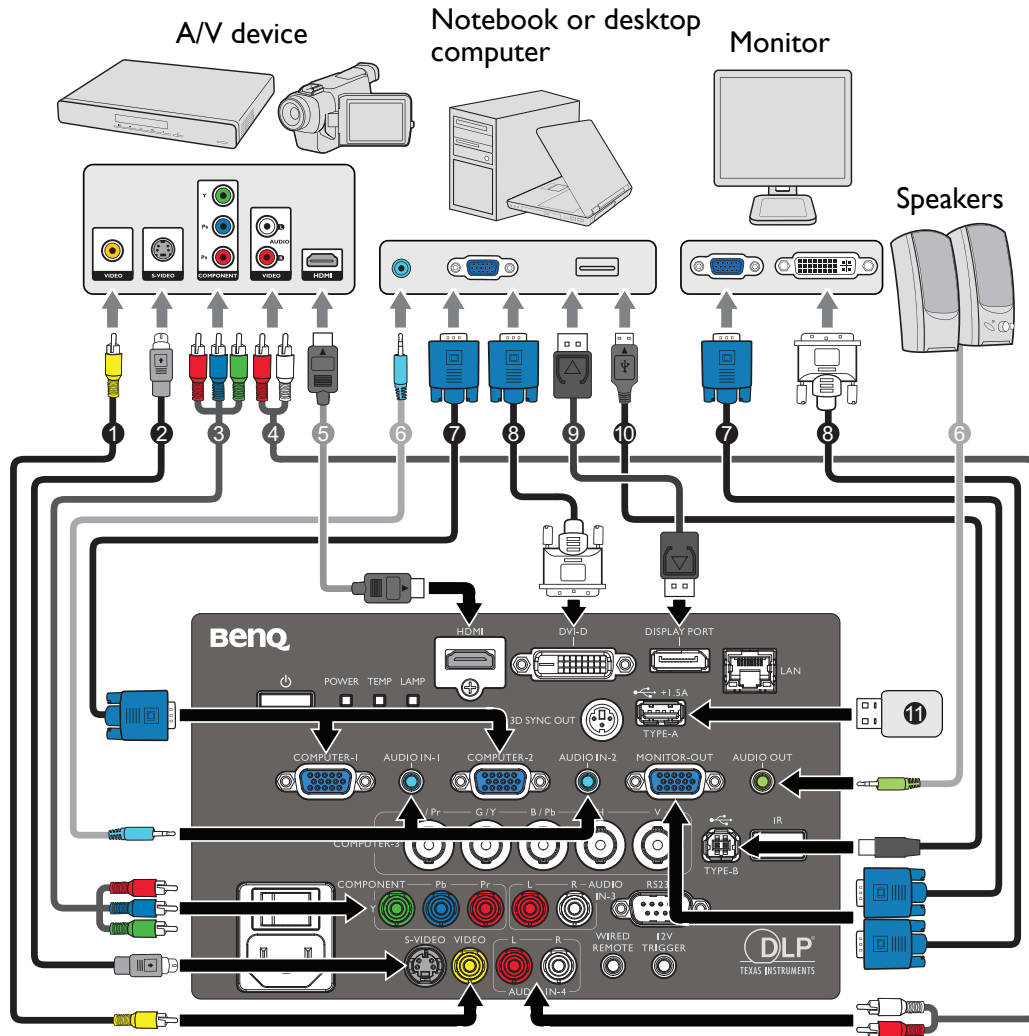 A/V device
Notebook or desktop
computer
Monitor
Speakers
Y
PB
PR
L
AUDIO
R
VIDEO
S-VIDEO
COMPONENT
VIDEO
HDMI
1
2
3
4
5
6
7
8
9
10
7
8
6
BenQ
HDMI
DVI-D
DISPLAY PORT
LAN
POWER
TEMP
LAMP
3D SYNC OUT
+1.5A
TYPE-A
11
COMPUTER-1
AUDIO IN-1
COMPUTER-2
AUDIO IN-2
MONITOR-OUT
AUDIO OUT
/ Pr
G / Y
B / Pb
H
V
COMPUTER-3
TYPE-B
IR
COMPONENT
Y
Pb
Pr
L
R
AUDIO
IN-3
RS23
S-VIDEO
VIDEO
L
R
AUD
IN-4
WIRED
REMOTE
12V
TRIGGER
DLP
TEXAS INSTRUMENTS